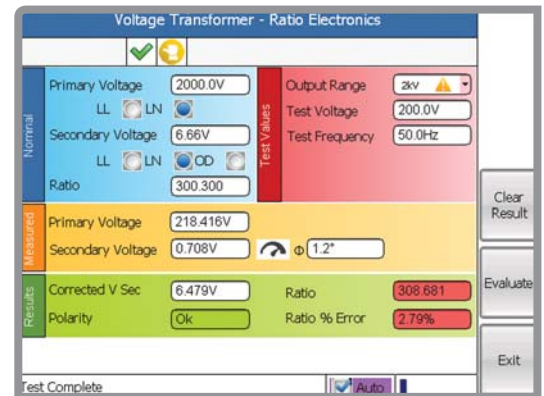 Voltage Transformer - Ratio Electronics
Nominal
Primary Voltage 2000.0V
LL LN
Secondary Voltage 6.66V
LL LN OD
Ratio 300.300
Test Values
Output Range 2kV
Test Voltage 200.0V
Test Frequency 50.0Hz
Measured
Primary Voltage 218.416V
Secondary Voltage 0.708V Φ 1.2°
Results
Corrected V Sec 6.479V Ratio 308.681
Polarity Ok Ratio % Error 2.79%
Clear
Result
Evaluate
Exit
Test Complete Auto